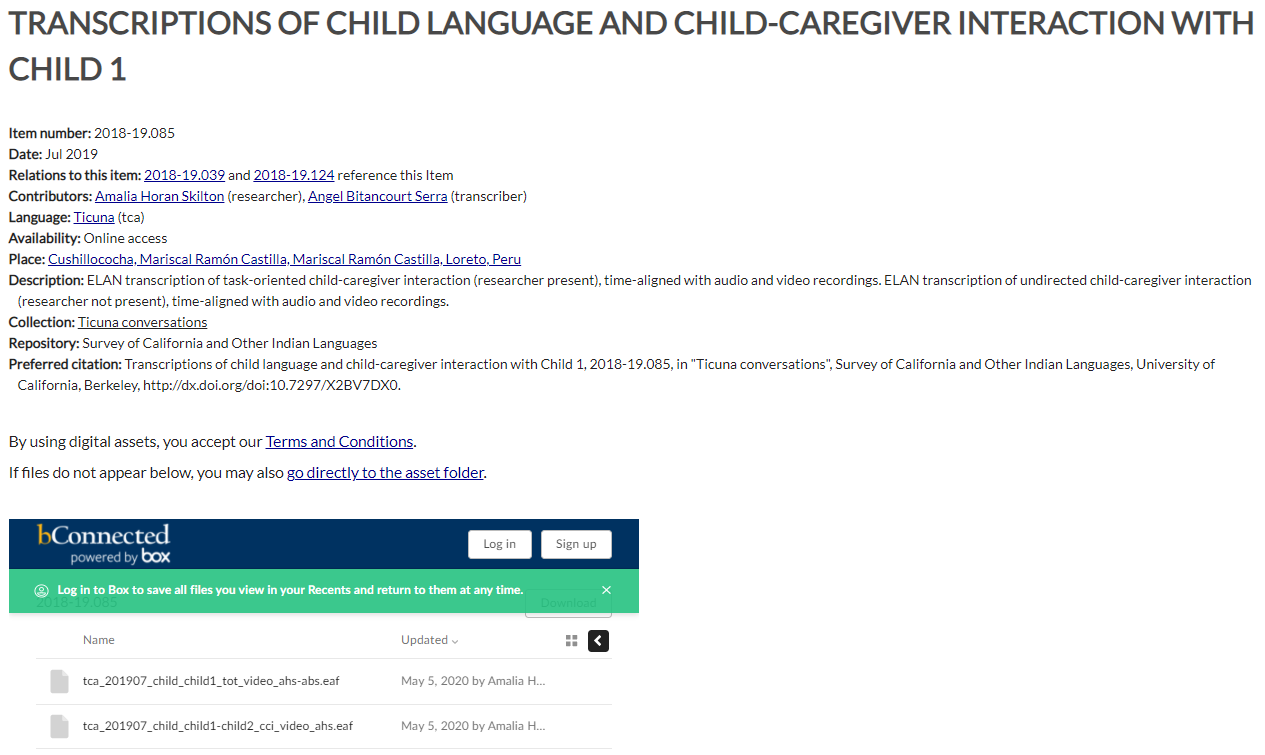 TRANSCRIPTIONS OF CHILD LANGUAGE AND CHILD-CAREGIVER INTERACTION WITH
CHILD 1
Item number: 2018-19.085
Date: Jul 2019
Relations to this item: 2018-19.039 and 2018-19.124 reference this Item
Contributors: Amalia Horan Skilton (researcher), Angel Bitancourt Serra (transcriber)
Language: Ticuna (tca)
Availability: Online access
Place: Cushillococha, Mariscal Ramón Castilla, Mariscal Ramón Castilla, Loreto, Peru
Description: ELAN transcription of task-oriented child-caregiver interaction (researcher present), time-aligned with audio and video recordings. ELAN transcription of undirected child-caregiver interaction
(researcher not present), time-aligned with audio and video recordings.
Collection: Ticuna conversations
Repository: Survey of California and Other Indian Languages
Preferred citation: Transcriptions of child language and child-caregiver interaction with Child 1, 2018-19.085, in "Ticuna conversations", Survey of California and Other Indian Languages, University of
California, Berkeley, http://dx.doi.org/doi:10.7297/X2BV7DX0.
By using digital assets, you accept our Terms and Conditions.
If files do not appear below, you may also go directly to the asset folder.
bConnected
powered by box
Log in Sign up
Log in to Box to save all files you view in your Recents and return to them at any time.
2018-19.085 Download
Name Updated
tca_201907_child_child1_tot_video_ahs-abs.eaf May 5, 2020 by Amalia H...
tca_201907_child_child1-child2_cci_video_ahs.eaf May 5, 2020 by Amalia H...